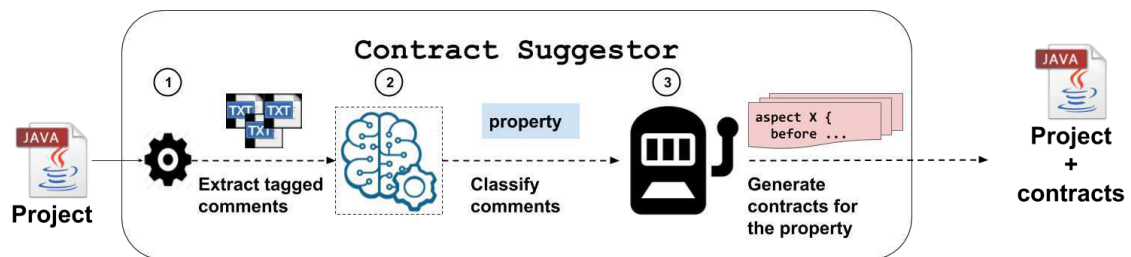 Contract Suggestor
1
2
3
TXT
TXT
TXT
property
aspect X {
before ...
JAVA
Project
Extract tagged
comments
Classify
comments
Generate
contracts for
the property
JAVA
Project
+
contracts